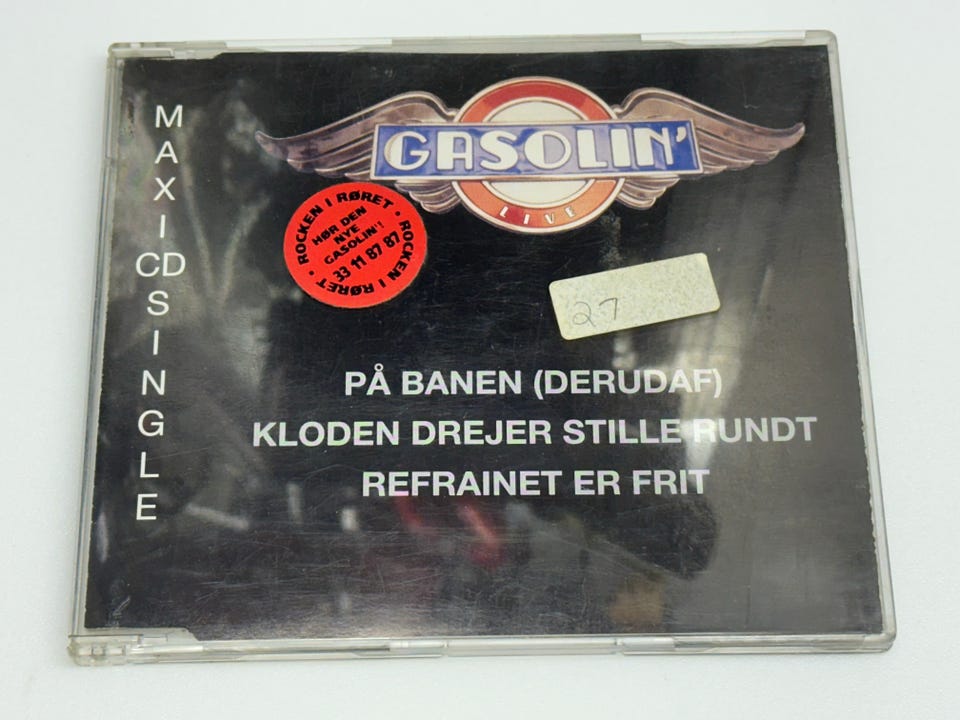 MAXI CD SINGLE
GASOLIN'
LIVE
ROCKEN I RØRET · ROCKEN I RØRET ·
HØR DEN
NYE
GASOLIN'!
33 11 87 87
27
PÅ BANEN (DERUDAF)
KLODEN DREJER STILLE RUNDT
REFRAINET ER FRIT